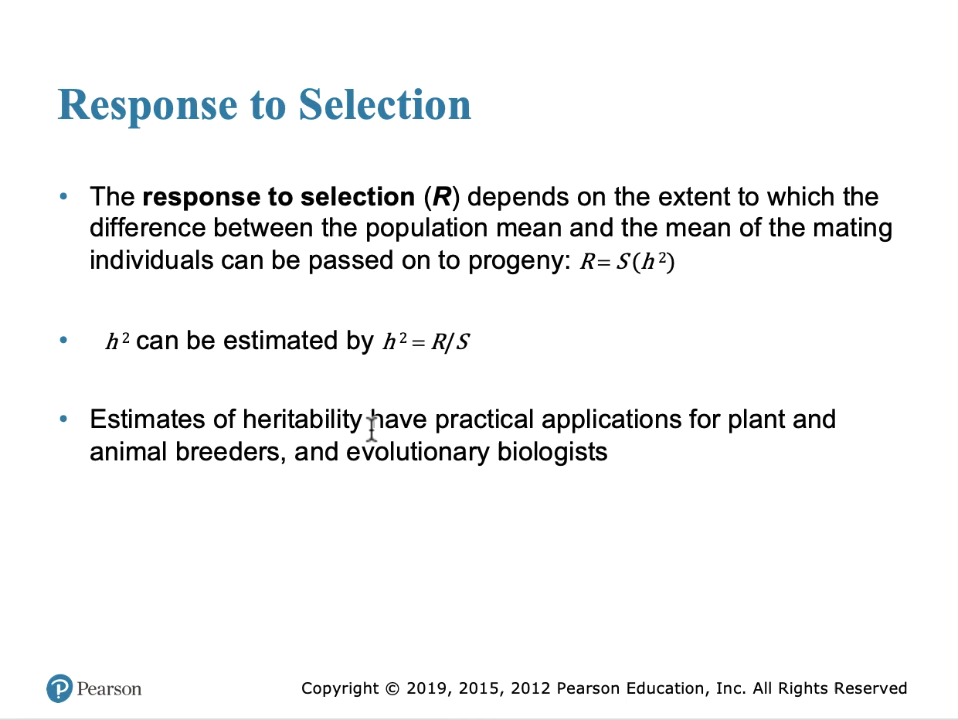 Response to Selection
• The response to selection (R) depends on the extent to which the
difference between the population mean and the mean of the mating
individuals can be passed on to progeny: R= S(h²)
• h² can be estimated by h² = R/S
• Estimates of heritability have practical applications for plant and
animal breeders, and evolutionary biologists
Pearson
Copyright © 2019, 2015, 2012 Pearson Education, Inc. All Rights Reserved